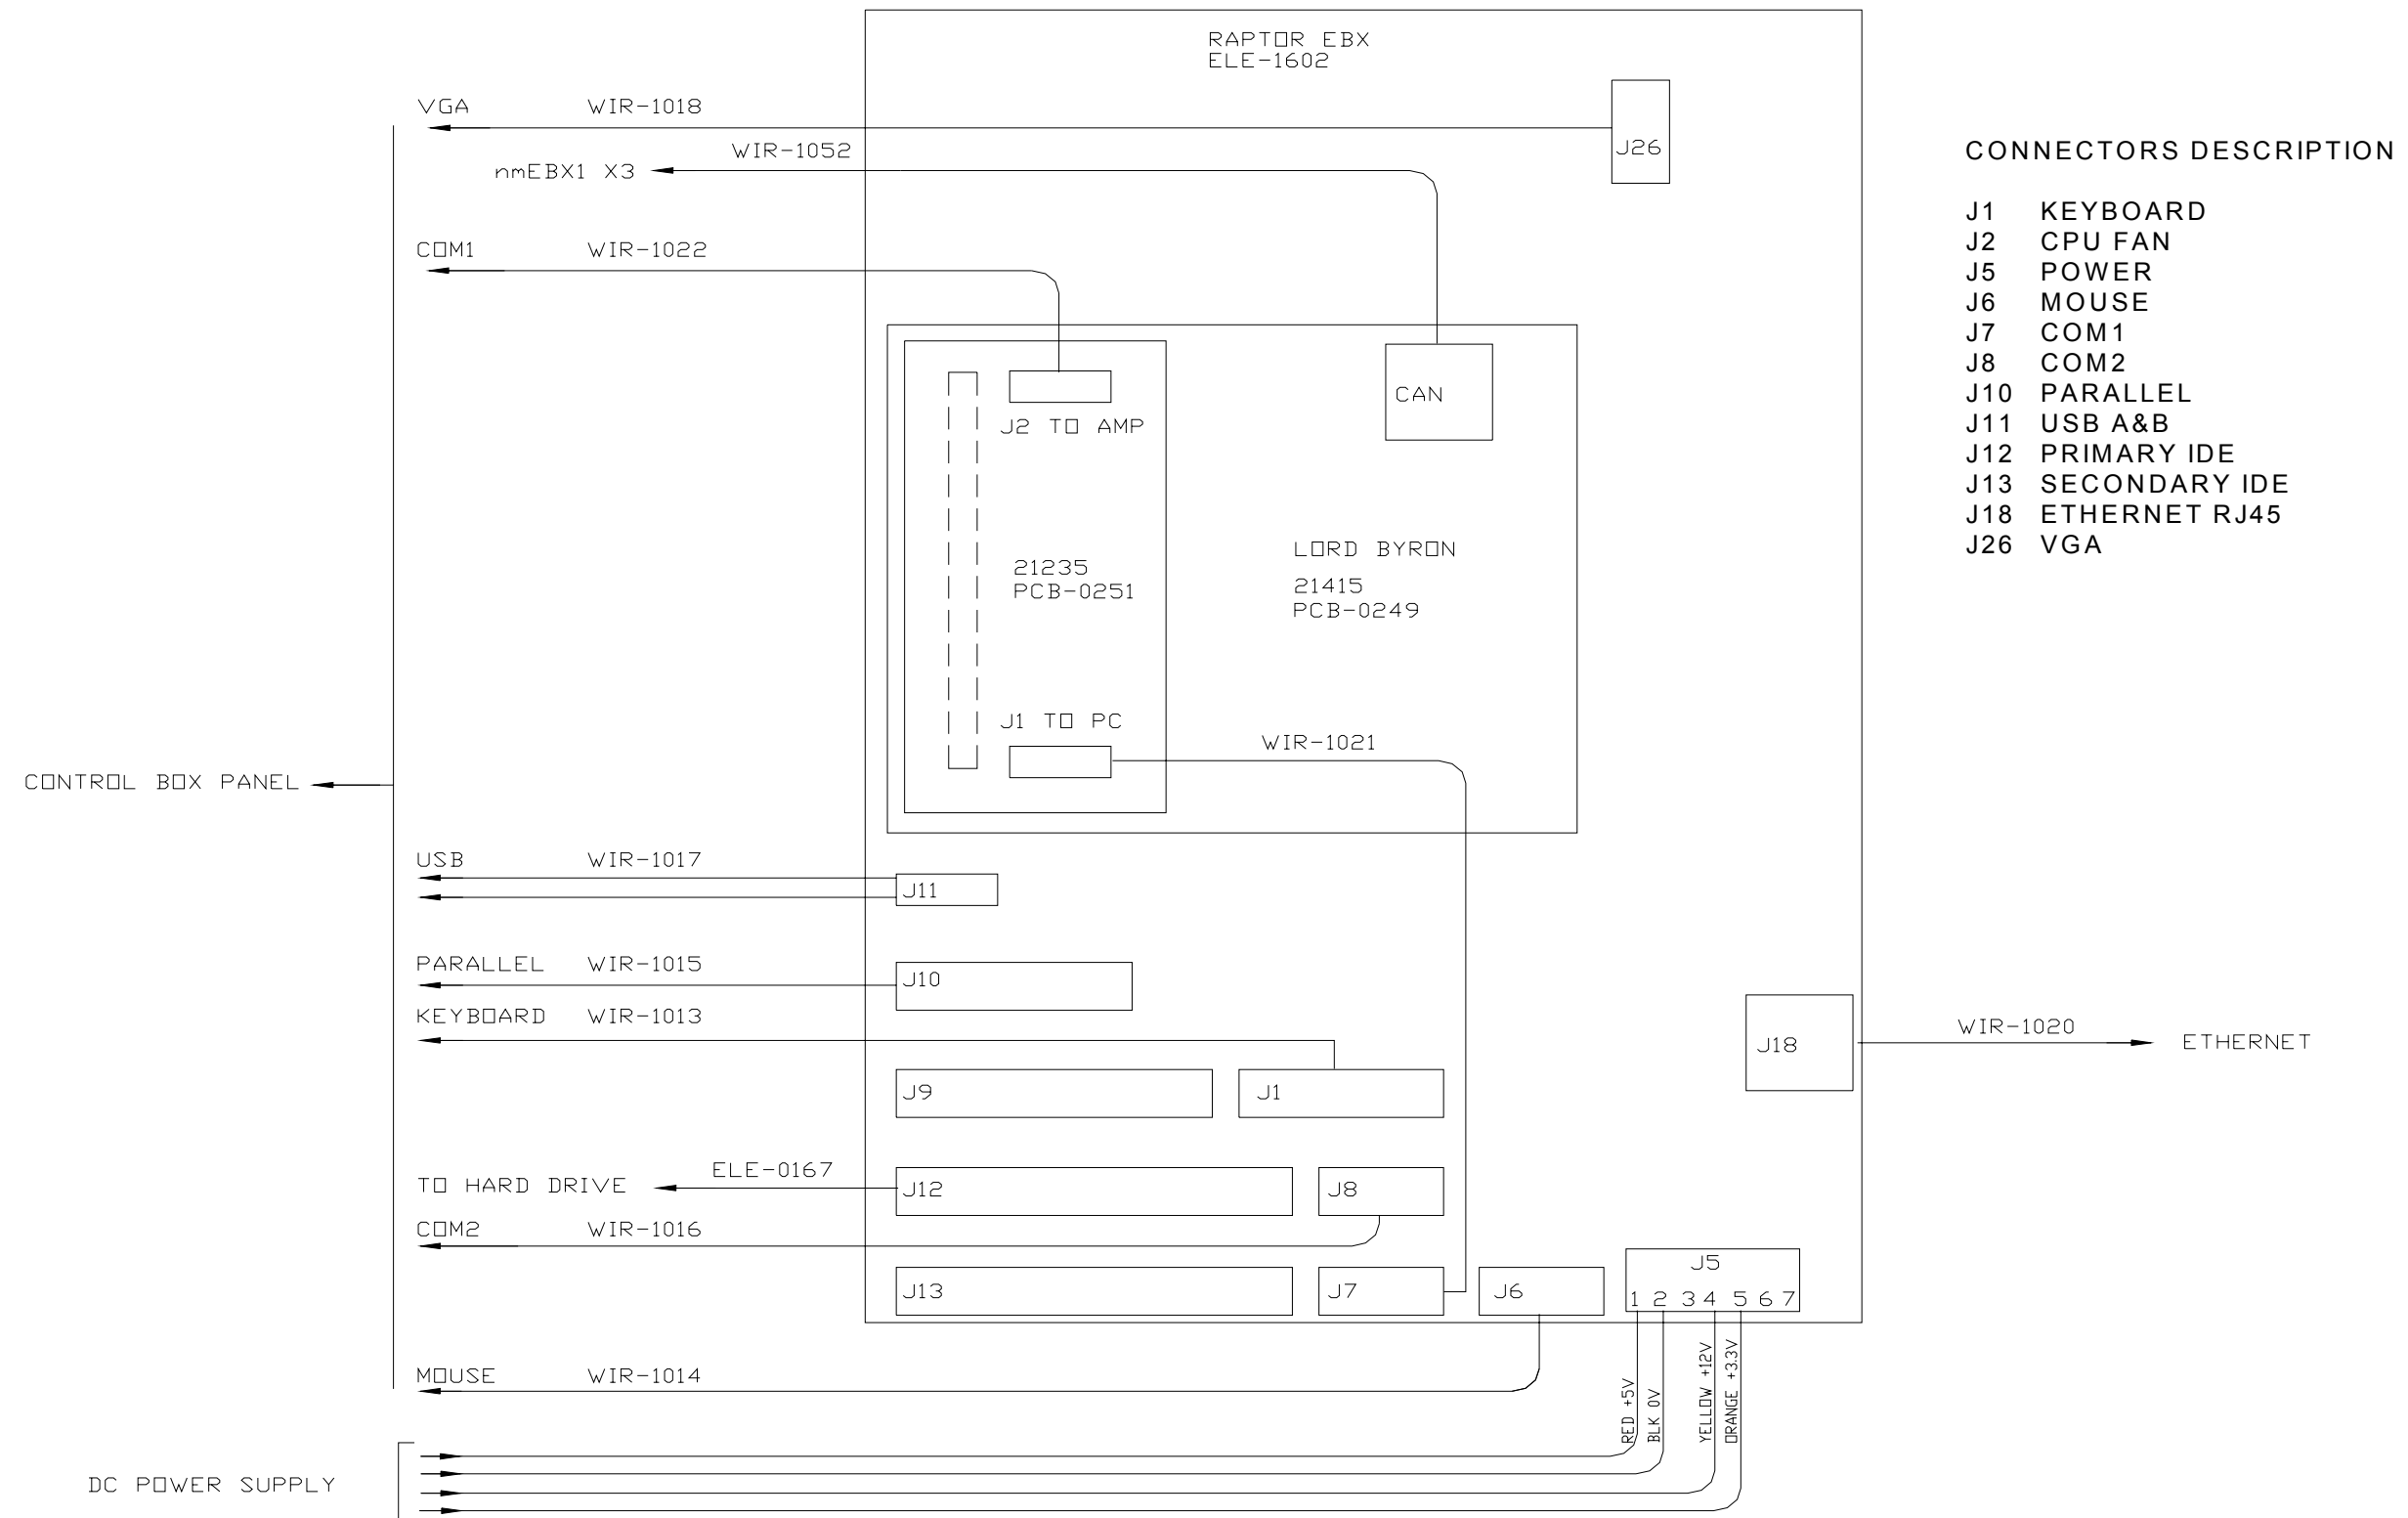 RAPTOR EBX
ELE-1602
VGA WIR-1018
J26
WIR-1052
nmEBX1 X3
COM1 WIR-1022
CAN
J2 TO AMP
21235
PCB-0251
LORD BYRON
21415
PCB-0249
J1 TO PC
WIR-1021
CONTROL BOX PANEL
USB WIR-1017
J11
PARALLEL WIR-1015
J10
KEYBOARD WIR-1013
J9
J1
J18
WIR-1020
ETHERNET
TO HARD DRIVE
ELE-0167
J12
J8
COM2 WIR-1016
J13
J7
J6
J5
1 2 3 4 5 6 7
MOUSE WIR-1014
RED +5V
BLK 0V
YELLOW +12V
ORANGE +3.3V
DC POWER SUPPLY
CONNECTORS DESCRIPTION
J1 KEYBOARD
J2 CPU FAN
J5 POWER
J6 MOUSE
J7 COM1
J8 COM2
J10 PARALLEL
J11 USB A&B
J12 PRIMARY IDE
J13 SECONDARY IDE
J18 ETHERNET RJ45
J26 VGA